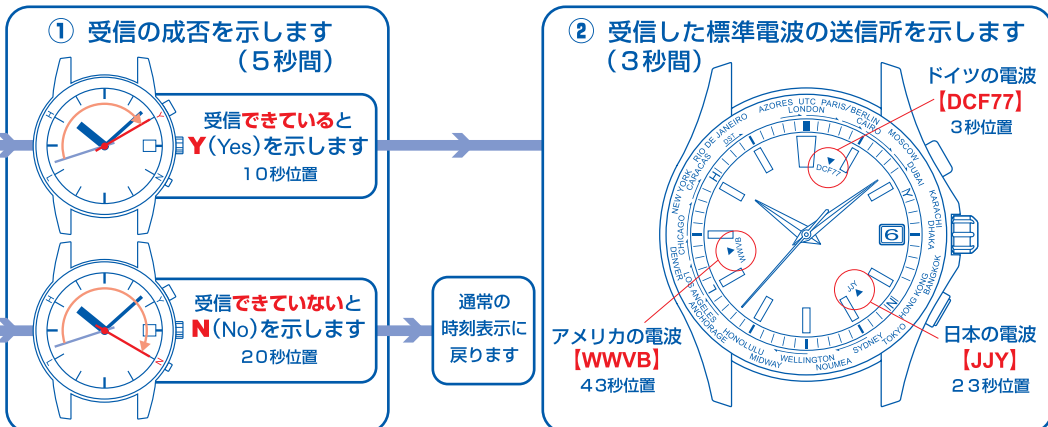 ① 受信の成否を示します
（5秒間）
H
Y
L
N
受信できていると
Y(Yes)を示します
10秒位置
H
Y
L
N
受信できていないと
N(No)を示します
20秒位置
通常の
時刻表示に
戻ります
② 受信した標準電波の送信所を示します
（3秒間）
ドイツの電波
【DCF77】
3秒位置
AZORES UTC PARIS/BERLIN
LONDON CAIRO
MOSCOW
DUBAI
KARACHI
DHAKA
BANGKOK
HONG KONG
TOKYO
SYDNEY
NOUMEA
WELLINGTON
MIDWAY
HONOLULU
ANCHORAGE
LOS ANGELES
DENVER
CHICAGO
NEW YORK
CARACAS
RIO DE JANEIRO
DST
H
Y
L
N
DCF77
WWVB
JJY
6
アメリカの電波
【WWVB】
43秒位置
日本の電波
【JJY】
23秒位置